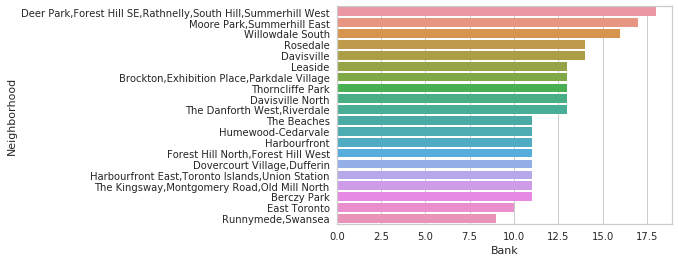 Deer Park,Forest Hill SE,Rathnelly,South Hill,Summerhill West
Moore Park,Summerhill East
Willowdale South
Rosedale
Davisville
Leaside
Brockton,Exhibition Place,Parkdale Village
Thorncliffe Park
Davisville North
The Danforth West,Riverdale
The Beaches
Humewood-Cedarvale
Harbourfront
Forest Hill North,Forest Hill West
Dovercourt Village,Dufferin
Harbourfront East,Toronto Islands,Union Station
The Kingsway,Montgomery Road,Old Mill North
Berczy Park
East Toronto
Runnymede,Swansea
Neighborhood
0.0 2.5 5.0 7.5 10.0 12.5 15.0 17.5
Bank